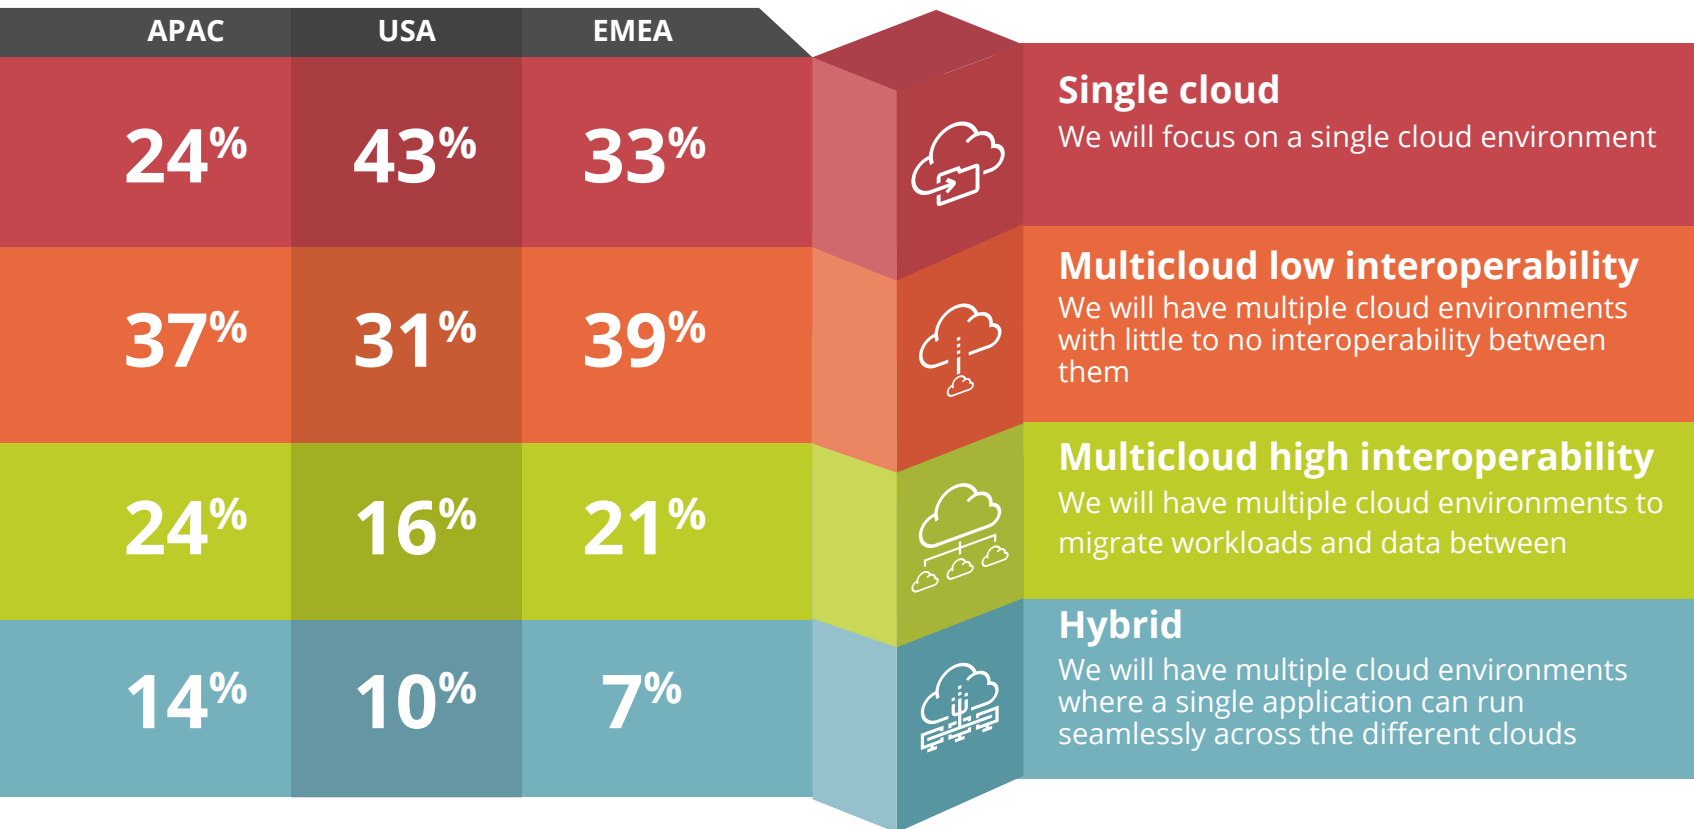 APAC USA EMEA
24% 43% 33%
Single cloud
We will focus on a single cloud environment
37% 31% 39%
Multicloud low interoperability
We will have multiple cloud environments
with little to no interoperability between
them
24% 16% 21%
Multicloud high interoperability
We will have multiple cloud environments to
migrate workloads and data between
14% 10% 7%
Hybrid
We will have multiple cloud environments
where a single application can run
seamlessly across the different clouds